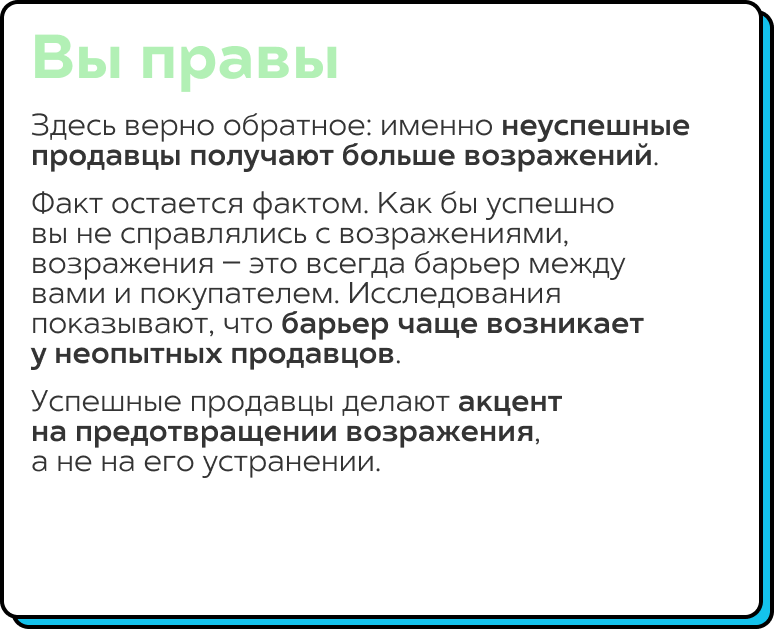 Вы правы
Здесь верно обратное: именно неуспешные
продавцы получают больше возражений.
Факт остается фактом. Как бы успешно
вы не справлялись с возражениями,
возражения – это всегда барьер между
вами и покупателем. Исследования
показывают, что барьер чаще возникает
у неопытных продавцов.
Успешные продавцы делают акцент
на предотвращении возражения,
а не на его устранении.